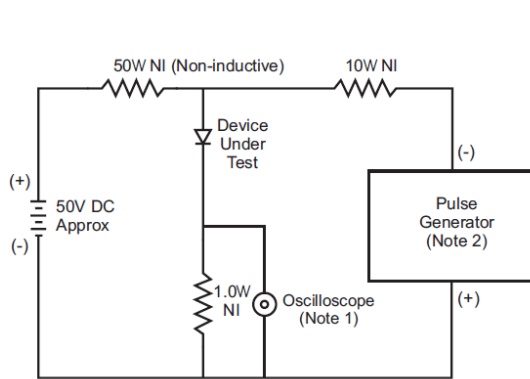 50W NI (Non-inductive)
10W NI
Device
Under
Test
(-)
(+)
50V DC
Approx
(-)
Pulse
Generator
(Note 2)
1.0W
NI
Oscilloscope
(Note 1)
(+)